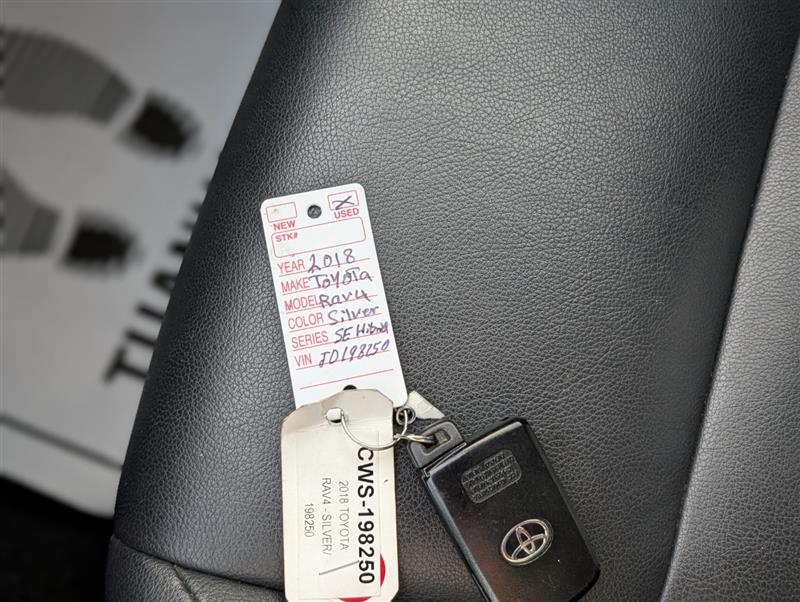 NEW
USED
STK#
YEAR 2018
MAKE TOYOTA
MODEL Rav4
COLOR Silver
SERIES SE Hibrid
VIN JD198250
CWS-198250
2018 TOYOTA
RAV4 - SILVER/
198250